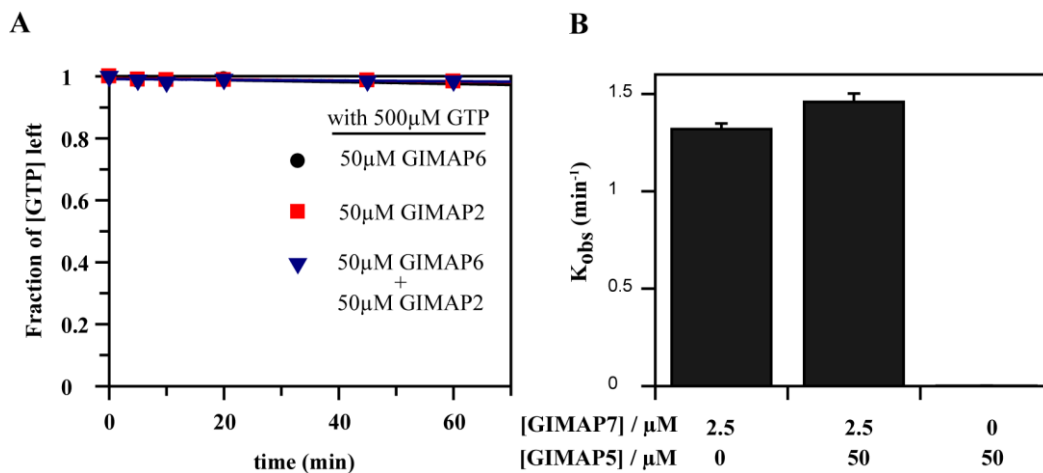 A
Fraction of [GTP] left
1
0.8
0.6
0.4
0.2
0
with 500µM GTP
50µM GIMAP6
50µM GIMAP2
50µM GIMAP6
+
50µM GIMAP2
0 20 40 60
time (min)
B
Kobs (min-1)
1.5
1
0.5
0
[GIMAP7] / µM 2.5 2.5 0
[GIMAP5] / µM 0 50 50